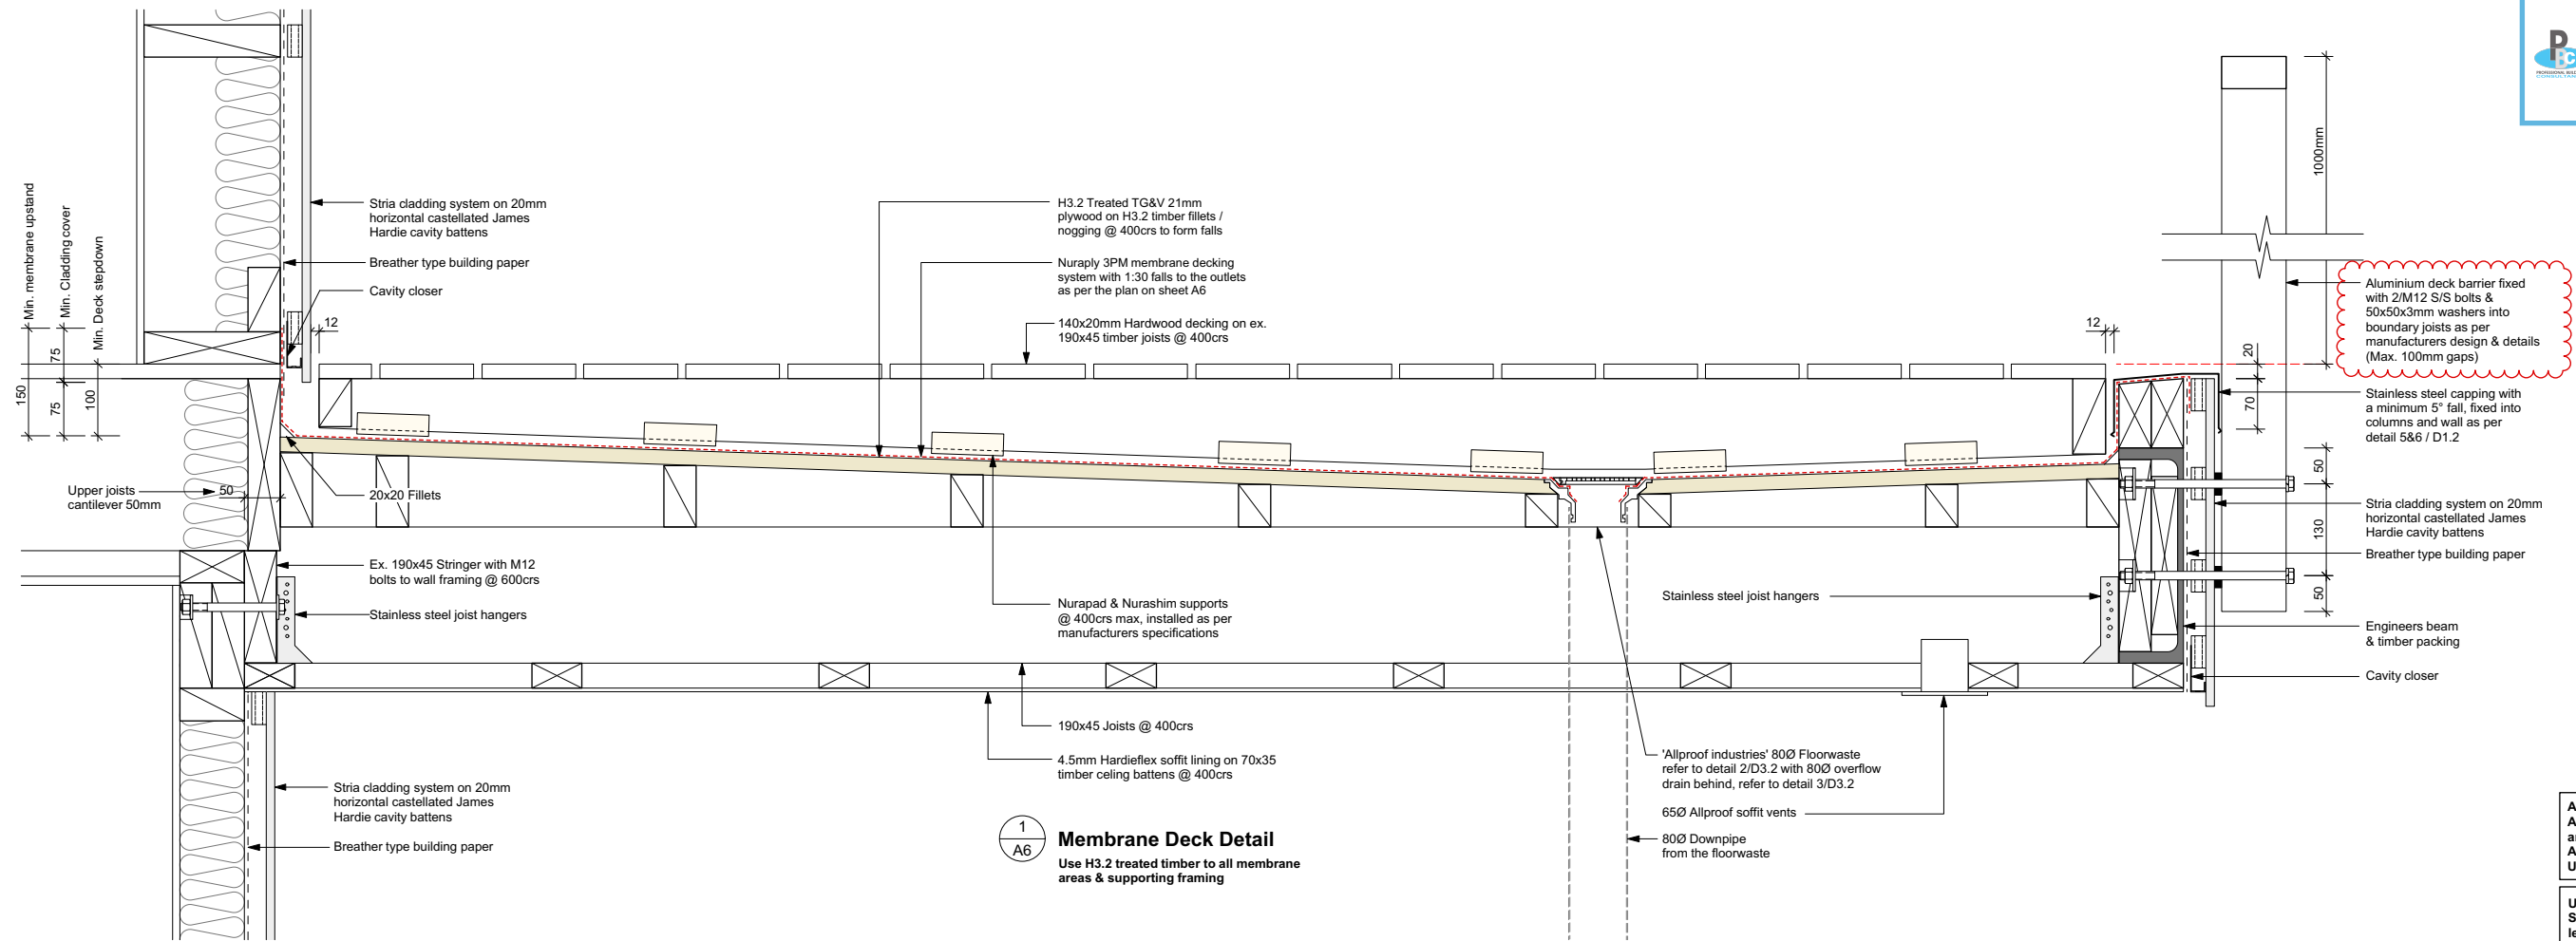 Min. membrane upstand
Min. Cladding cover
Min. Deck stepdown
150
75
75
100
Stria cladding system on 20mm
horizontal castellated James
Hardie cavity battens
Breather type building paper
Cavity closer
12
Upper joists
cantilever 50mm
50
20x20 Fillets
Ex. 190x45 Stringer with M12
bolts to wall framing @ 600crs
Stainless steel joist hangers
Stria cladding system on 20mm
horizontal castellated James
Hardie cavity battens
Breather type building paper
H3.2 Treated TG&V 21mm
plywood on H3.2 timber fillets /
nogging @ 400crs to form falls
Nuraply 3PM membrane decking
system with 1:30 falls to the outlets
as per the plan on sheet A6
140x20mm Hardwood decking on ex.
190x45 timber joists @ 400crs
Nurapad & Nurashim supports
@ 400crs max, installed as per
manufacturers specifications
190x45 Joists @ 400crs
4.5mm Hardieflex soffit lining on 70x35
timber celing battens @ 400crs
1
A6
Membrane Deck Detail
Use H3.2 treated timber to all membrane
areas & supporting framing
Stainless steel joist hangers
'Allproof industries' 80Ø Floorwaste
refer to detail 2/D3.2 with 80Ø overflow
drain behind, refer to detail 3/D3.2
65Ø Allproof soffit vents
80Ø Downpipe
from the floorwaste
12
1000mm
20
70
50
130
50
Aluminium deck barrier fixed
with 2/M12 S/S bolts &
50x50x3mm washers into
boundary joists as per
manufacturers design & details
(Max. 100mm gaps)
Stainless steel capping with
a minimum 5° fall, fixed into
columns and wall as per
detail 5&6 / D1.2
Stria cladding system on 20mm
horizontal castellated James
Hardie cavity battens
Breather type building paper
Engineers beam
& timber packing
Cavity closer